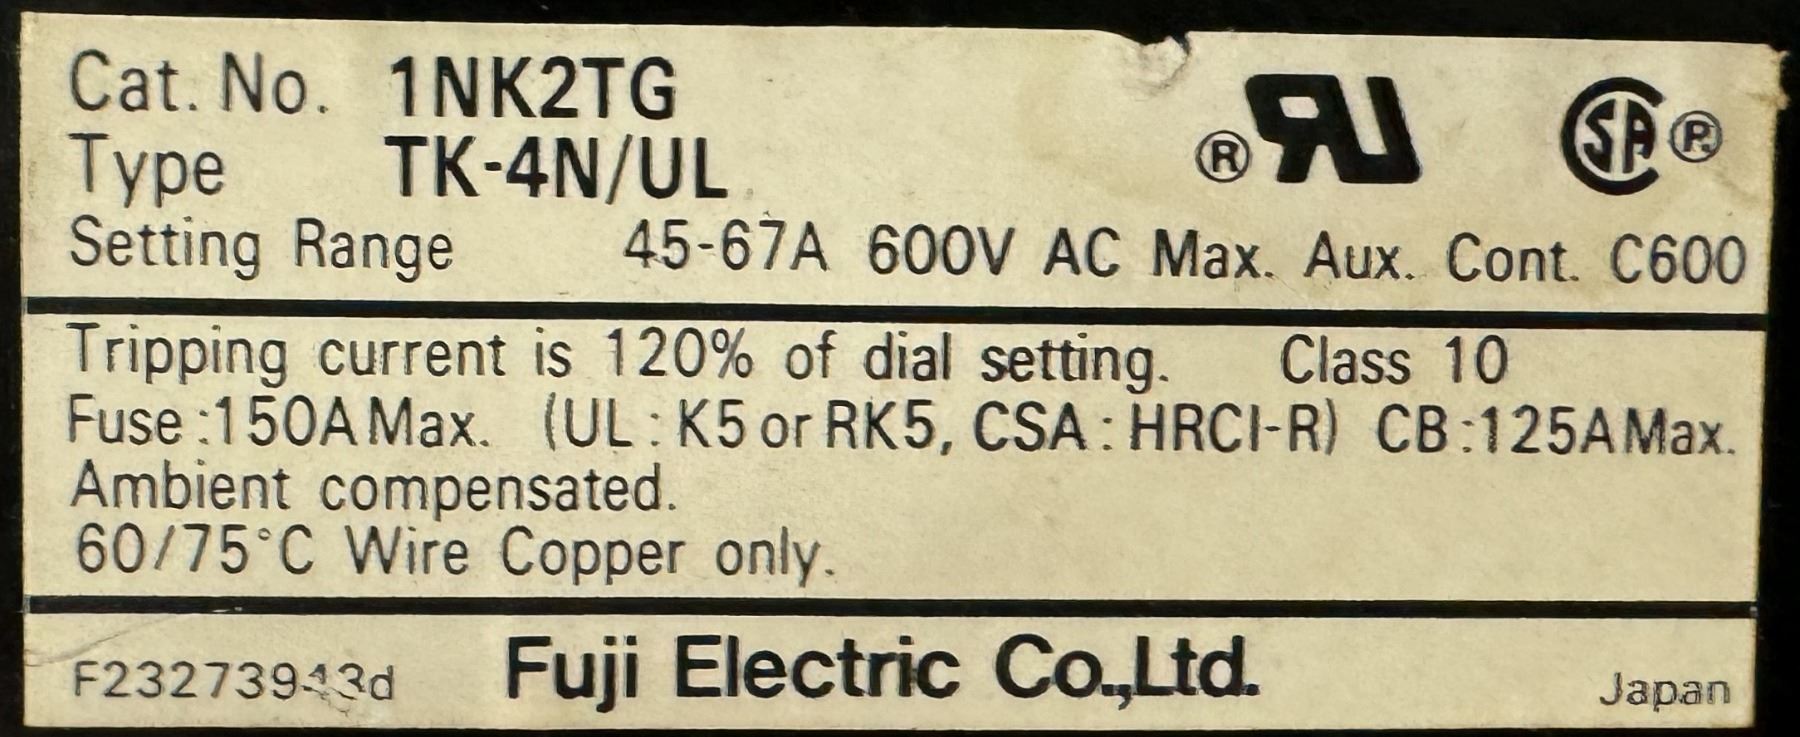 Cat. No. 1NK2TG
Type TK-4N/UL
® RU SA ® P.
Setting Range 45-67A 600V AC Max. Aux. Cont. C600
Tripping current is 120% of dial setting. Class 10
Fuse :150A Max. (UL : K5 or RK5, CSA : HRCI-R) CB :125A Max.
Ambient compensated.
60/75°C Wire Copper only.
Fuji Electric Co.,Ltd.
Japan